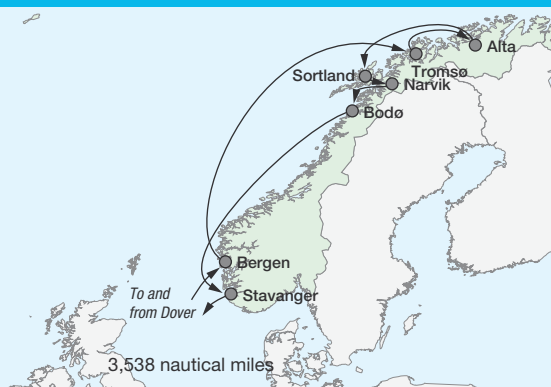 Alta
Tromsø
Sortland
Narvik
Bodø
Bergen
To and
from Dover
Stavanger
3,538 nautical miles